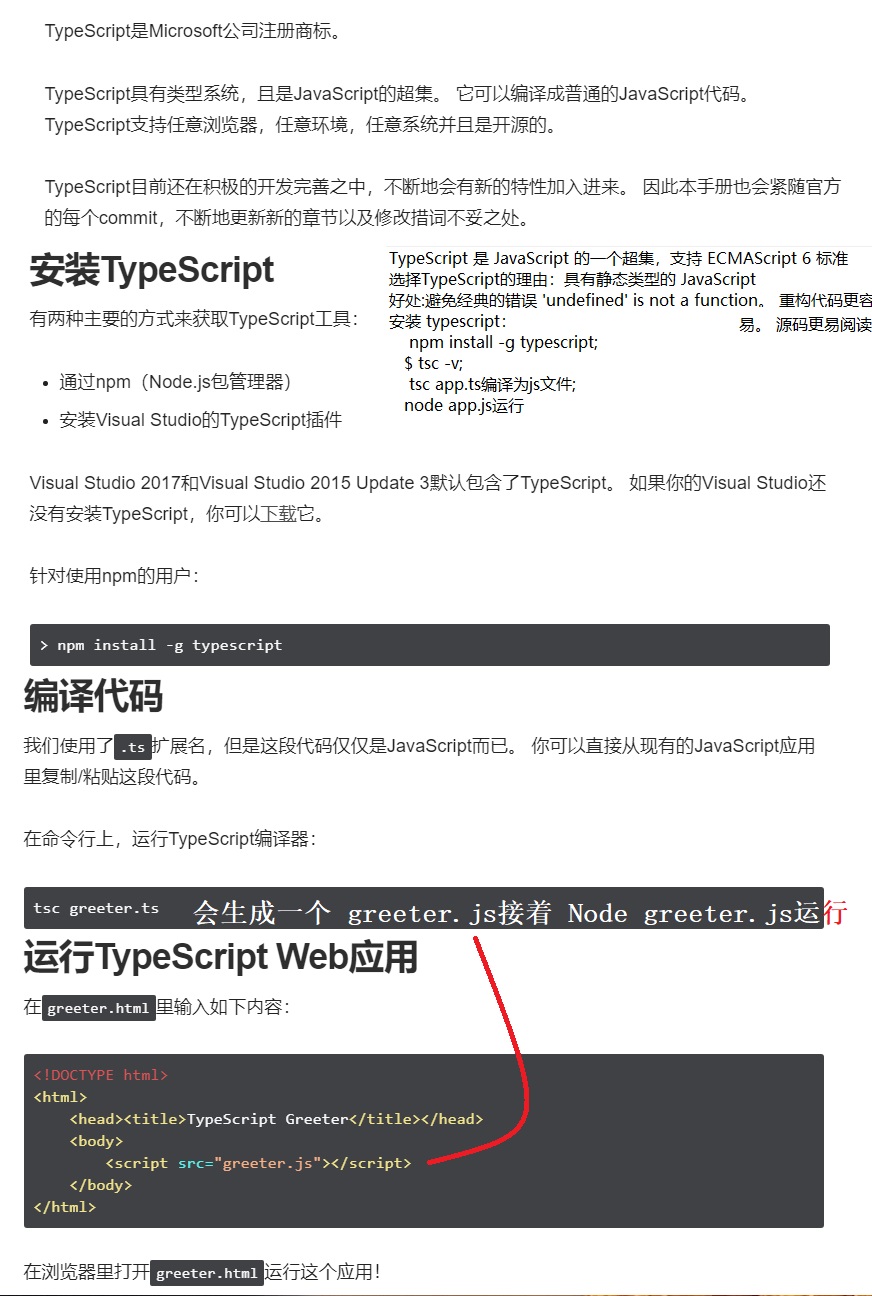 TypeScript是Microsoft公司注册商标。
TypeScript具有类型系统，且是JavaScript的超集。 它可以编译成普通的JavaScript代码。
TypeScript支持任意浏览器，任意环境，任意系统并且是开源的。
TypeScript目前还在积极的开发完善之中，不断地会有新的特性加入进来。 因此本手册也会紧随官方
的每个commit，不断地更新新的章节以及修改措词不妥之处。
安装TypeScript
有两种主要的方式来获取TypeScript工具：
通过npm（Node.js包管理器）
安装Visual Studio的TypeScript插件
TypeScript 是 JavaScript 的一个超集，支持 ECMAScript 6 标准
选择TypeScript的理由：具有静态类型的 JavaScript
好处:避免经典的错误 'undefined' is not a function。 重构代码更容
易。 源码更易阅读
安装 typescript：
npm install -g typescript;
$ tsc -v;
tsc app.ts编译为js文件;
node app.js运行
Visual Studio 2017和Visual Studio 2015 Update 3默认包含了TypeScript。 如果你的Visual Studio还
没有安装TypeScript，你可以下载它。
针对使用npm的用户：
> npm install -g typescript
编译代码
我们使用了.ts扩展名，但是这段代码仅仅是JavaScript而已。 你可以直接从现有的JavaScript应用
里复制/粘贴这段代码。
在命令行上，运行TypeScript编译器：
tsc greeter.ts 会生成一个 greeter.js接着 Node greeter.js运行
运行TypeScript Web应用
在greeter.html里输入如下内容：
<!DOCTYPE html>
<html>
<head><title>TypeScript Greeter</title></head>
<body>
<script src="greeter.js"></script>
</body>
</html>
在浏览器里打开greeter.html运行这个应用！